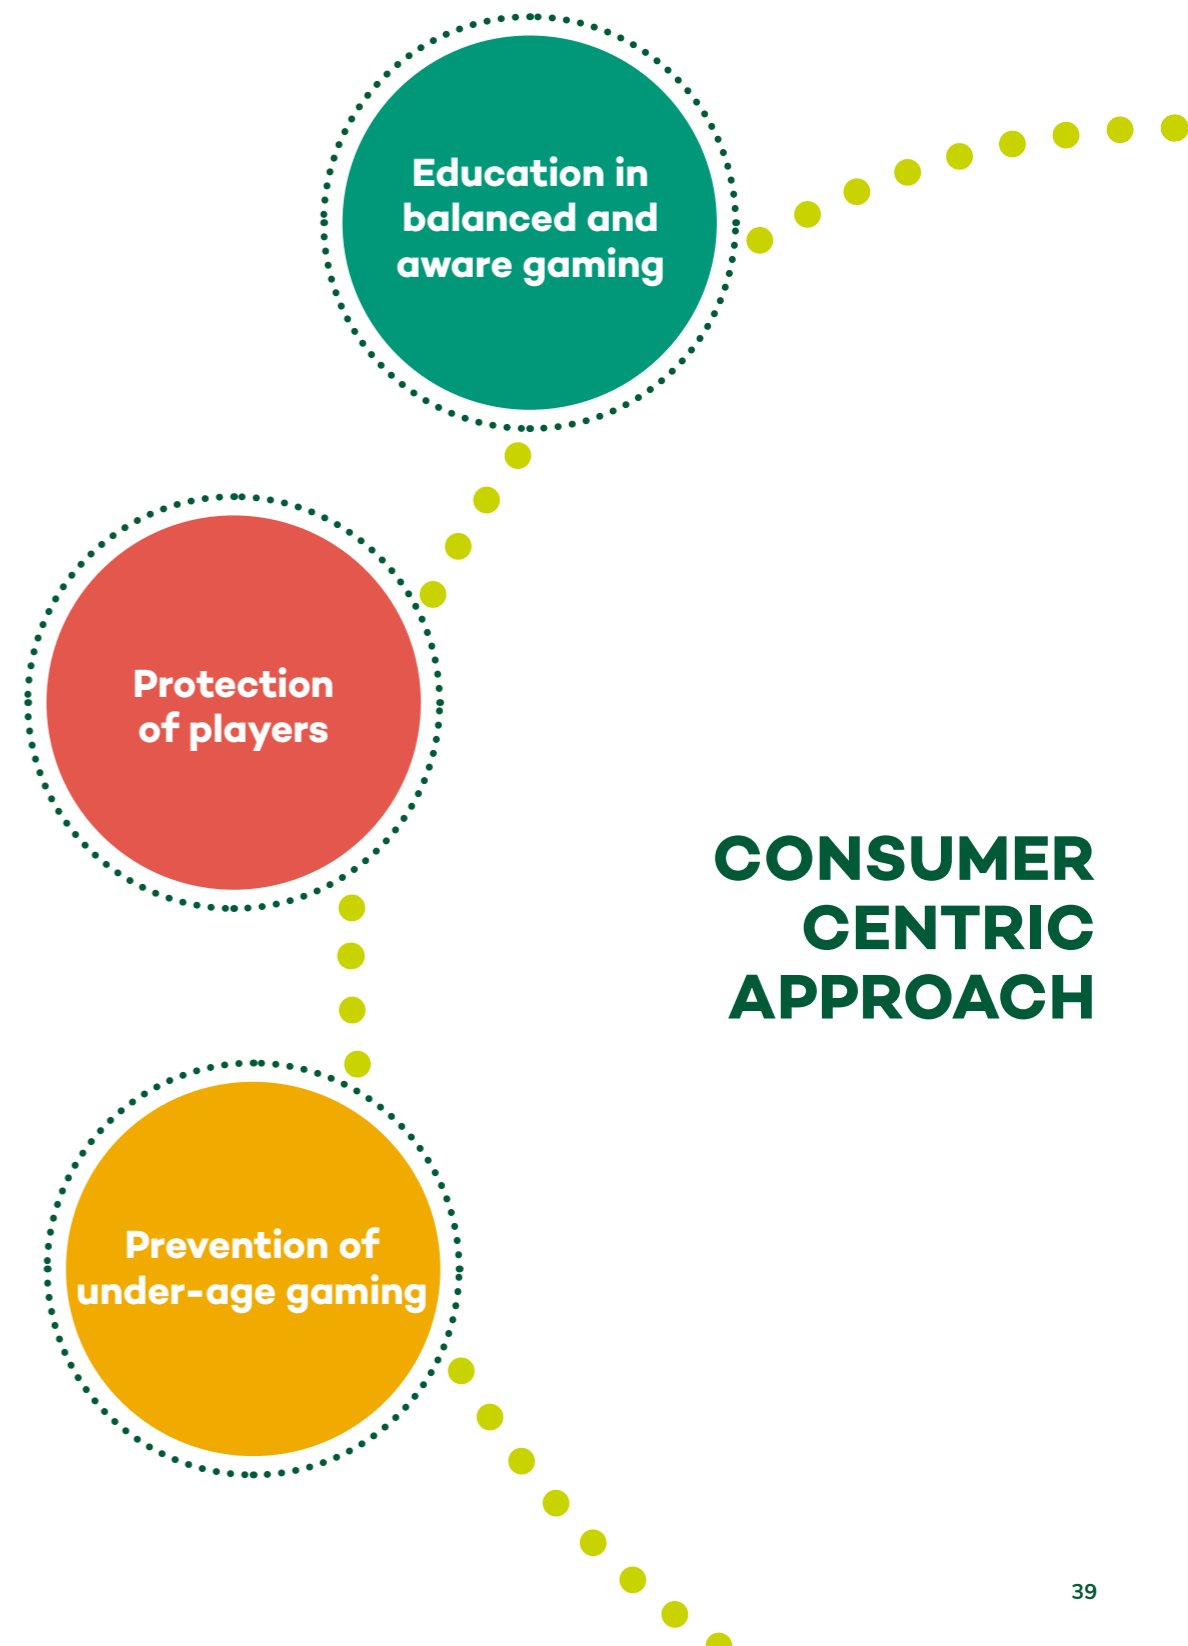 Education in
balanced and
aware gaming
Protection
of players
CONSUMER
CENTRIC
APPROACH
Prevention of
under-age gaming
39